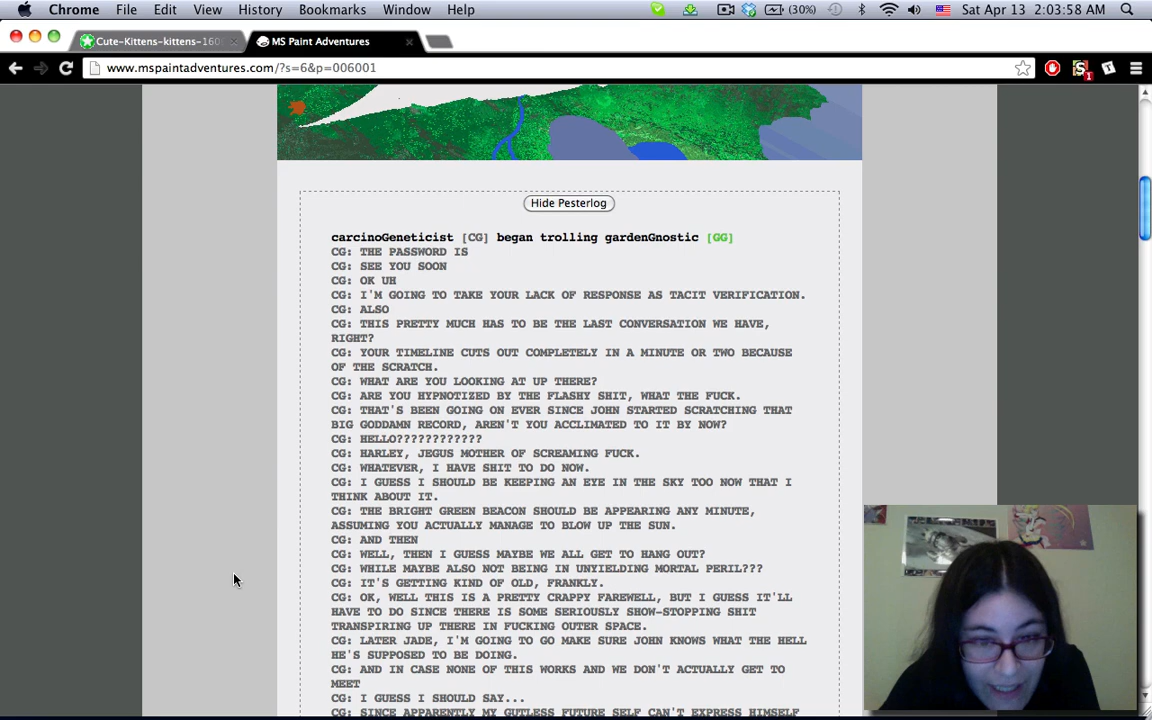 Chrome File Edit View History Bookmarks Window Help (30%) Sat Apr 13 2:03:58 AM
Cute-Kittens-kittens-160 MS Paint Adventures
www.mspaintadventures.com/?s=6&p=006001
Hide Pesterlog
carcinoGeneticist [CG] began trolling gardenGnostic [GG]
CG: THE PASSWORD IS
CG: SEE YOU SOON
CG: OK UH
CG: I'M GOING TO TAKE YOUR LACK OF RESPONSE AS TACIT VERIFICATION.
CG: ALSO
CG: THIS PRETTY MUCH HAS TO BE THE LAST CONVERSATION WE HAVE,
RIGHT?
CG: YOUR TIMELINE CUTS OUT COMPLETELY IN A MINUTE OR TWO BECAUSE
OF THE SCRATCH.
CG: WHAT ARE YOU LOOKING AT UP THERE?
CG: ARE YOU HYPNOTIZED BY THE FLASHY SHIT, WHAT THE FUCK.
CG: THAT'S BEEN GOING ON EVER SINCE JOHN STARTED SCRATCHING THAT
BIG GODDAMN RECORD, AREN'T YOU ACCLIMATED TO IT BY NOW?
CG: HELLO????????????
CG: HARLEY, JEGUS MOTHER OF SCREAMING FUCK.
CG: WHATEVER, I HAVE SHIT TO DO NOW.
CG: I GUESS I SHOULD BE KEEPING AN EYE IN THE SKY TOO NOW THAT I
THINK ABOUT IT.
CG: THE BRIGHT GREEN BEACON SHOULD BE APPEARING ANY MINUTE,
ASSUMING YOU ACTUALLY MANAGE TO BLOW UP THE SUN.
CG: AND THEN
CG: WELL, THEN I GUESS MAYBE WE ALL GET TO HANG OUT?
CG: WHILE MAYBE ALSO NOT BEING IN UNYIELDING MORTAL PERIL???
CG: IT'S GETTING KIND OF OLD, FRANKLY.
CG: OK, WELL THIS IS A PRETTY CRAPPY FAREWELL, BUT I GUESS IT'LL
HAVE TO DO SINCE THERE IS SOME SERIOUSLY SHOW-STOPPING SHIT
TRANSPIRING UP THERE IN FUCKING OUTER SPACE.
CG: LATER JADE, I'M GOING TO GO MAKE SURE JOHN KNOWS WHAT THE HELL
HE'S SUPPOSED TO BE DOING.
CG: AND IN CASE NONE OF THIS WORKS AND WE DON'T ACTUALLY GET TO
MEET
CG: I GUESS I SHOULD SAY...
CG: SINCE APPARENTLY MY GUTLESS FUTURE SELF CAN'T EXPRESS HIMSELF